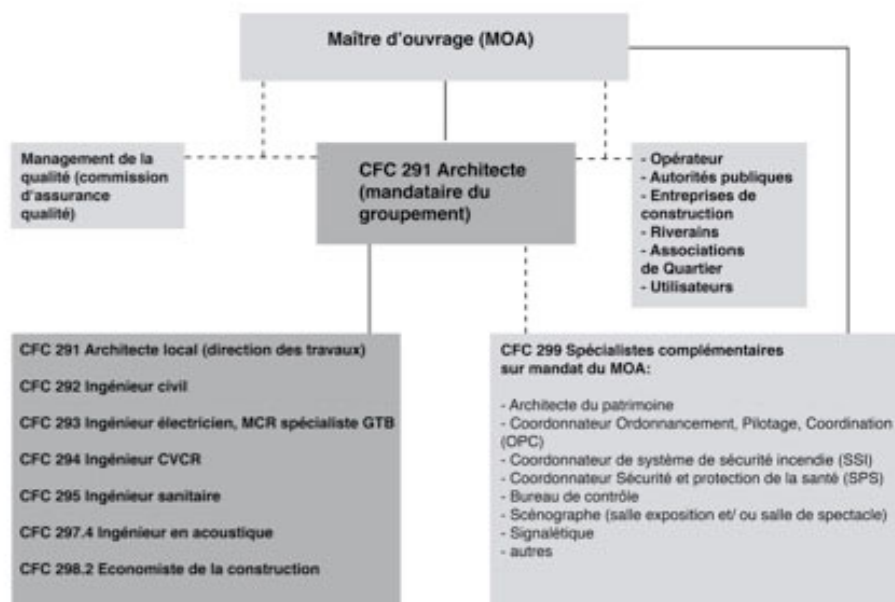 Maître d'ouvrage (MOA)
Management de la
qualité (commission
d'assurance
qualité)
CFC 291 Architecte
(mandataire du
groupement)
- Opérateur
- Autorités publiques
- Entreprises de
construction
- Riverains
- Associations
de Quartier
- Utilisateurs
CFC 291 Architecte local (direction des travaux)
CFC 292 Ingénieur civil
CFC 293 Ingénieur électricien, MCR spécialiste GTB
CFC 294 Ingénieur CVCR
CFC 295 Ingénieur sanitaire
CFC 297.4 Ingénieur en acoustique
CFC 298.2 Economiste de la construction
CFC 299 Spécialistes complémentaires
sur mandat du MOA:
- Architecte du patrimoine
- Coordonnateur Ordonnancement, Pilotage, Coordination
(OPC)
- Coordonnateur de système de sécurité incendie (SSI)
- Coordonnateur Sécurité et protection de la santé (SPS)
- Bureau de contrôle
- Scénographe (salle exposition et/ ou salle de spectacle)
- Signalétique
- autres